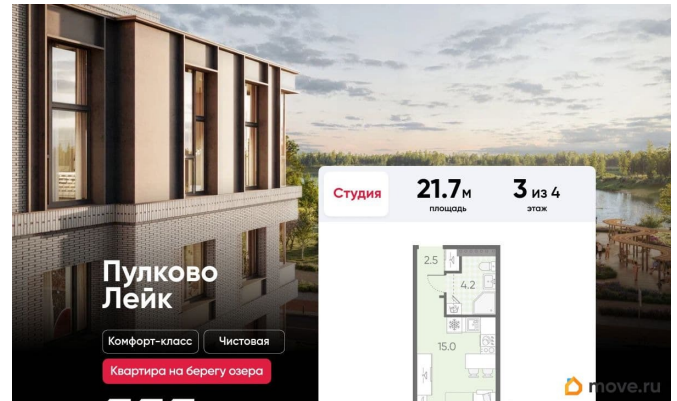 Студия
21.7м
площадь
3 из 4
этаж
2.5
4.2
15.0
Пулково
Лейк
Комфорт-класс
Чистовая
Квартира на берегу озера
move.ru